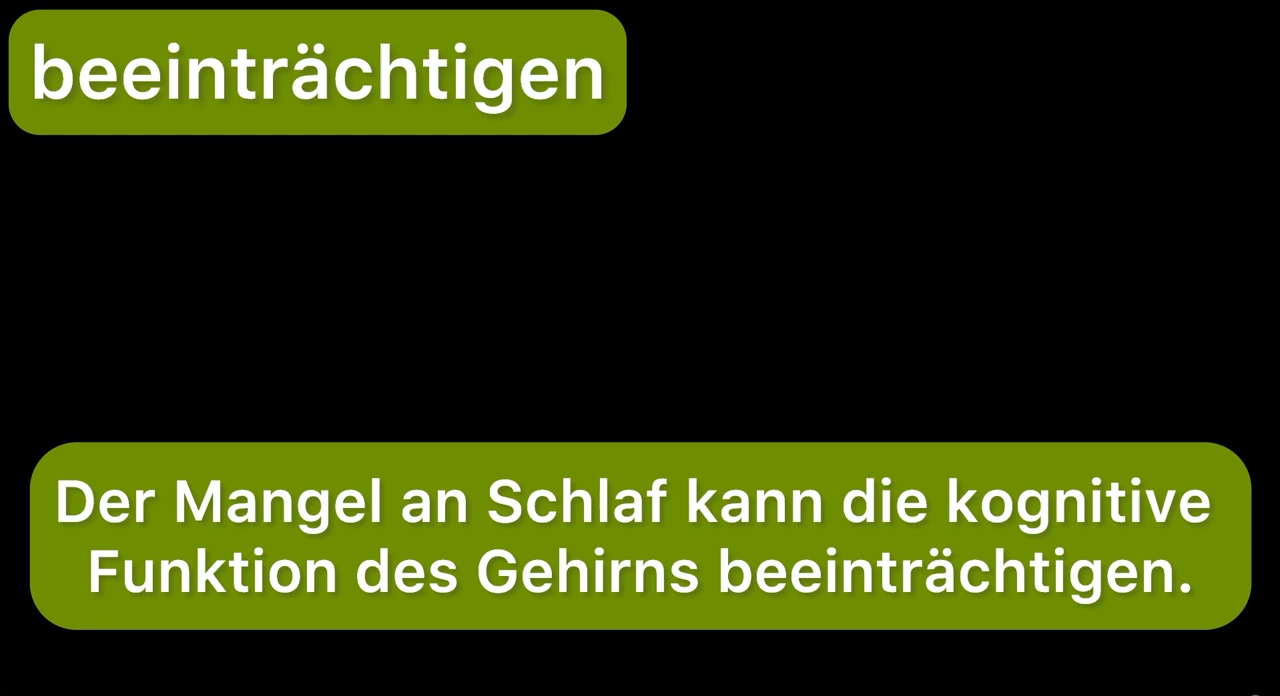 beeinträchtigen
Der Mangel an Schlaf kann die kognitive
Funktion des Gehirns beeinträchtigen.